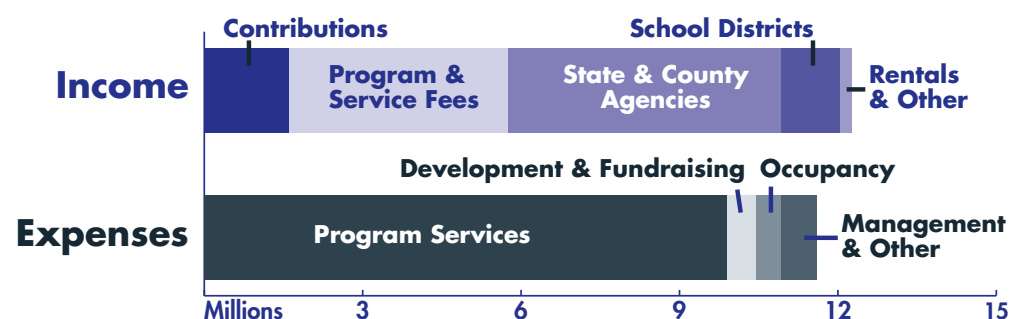 Contributions
School Districts
Income
Program &
Service Fees
State & County
Agencies
Rentals
& Other
Development & Fundraising
Occupancy
Expenses
Program Services
Management
& Other
Millions 3 6 9 12 15